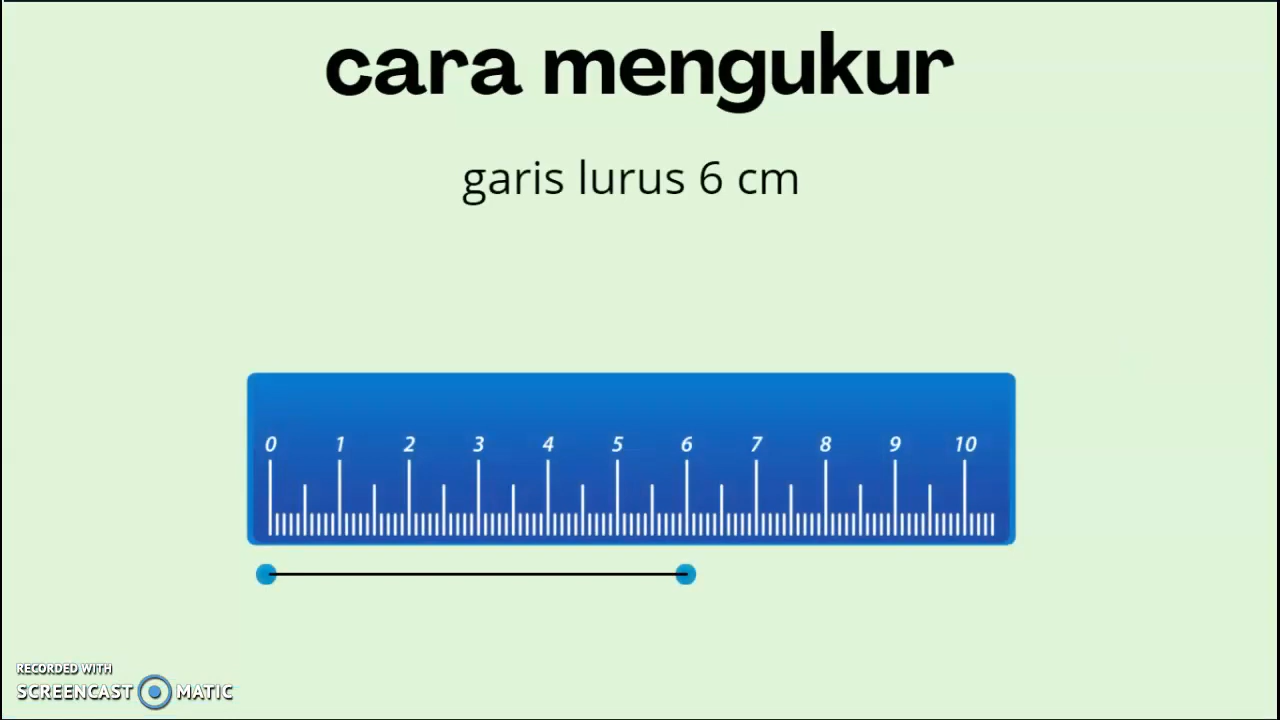 cara mengukur
garis lurus 6 cm
0 1 2 3 4 5 6 7 8 9 10
RECORDED WITH
SCREENCAST MATIC